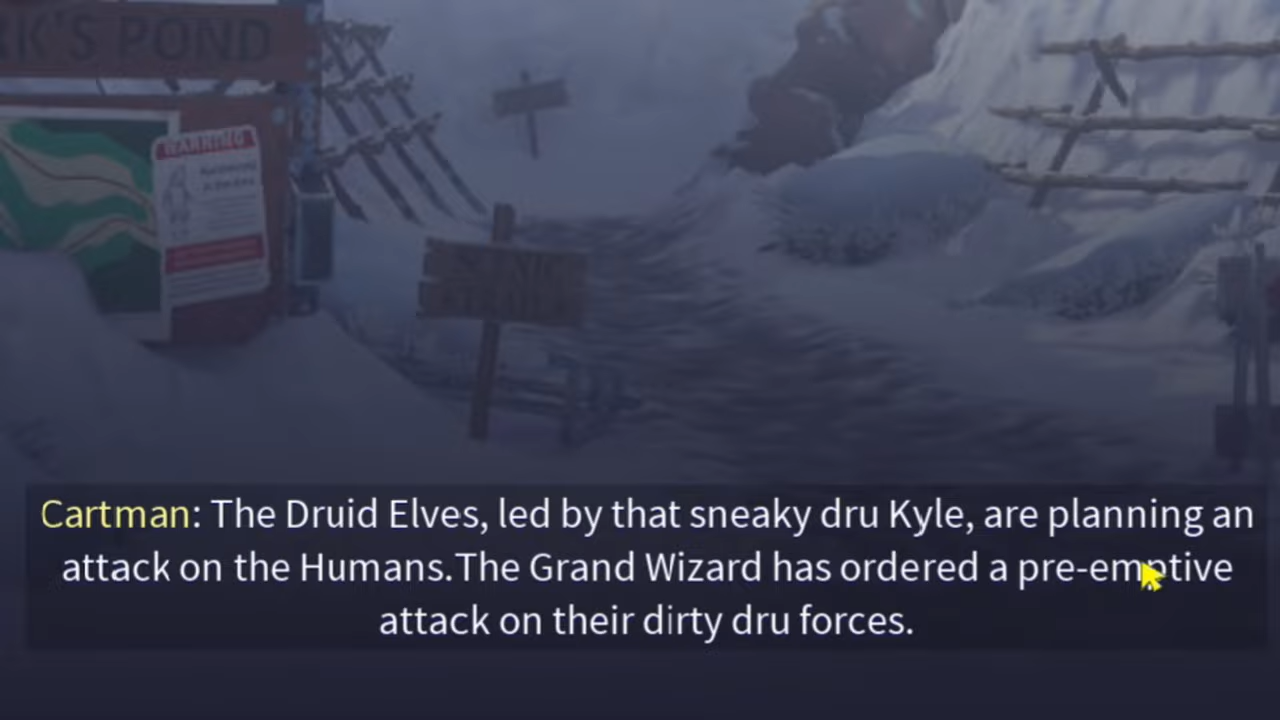 K'S POND
WARNING
Cartman: The Druid Elves, led by that sneaky dru Kyle, are planning an
attack on the Humans.The Grand Wizard has ordered a pre-emptive
attack on their dirty dru forces.